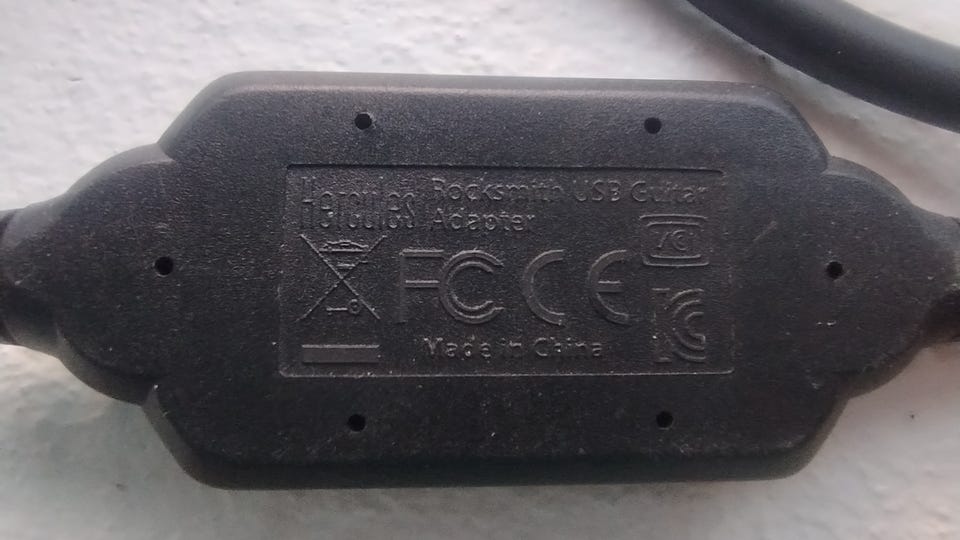 Hercules Rocksmith USB Guitar
Adapter
FC CE
Made in China